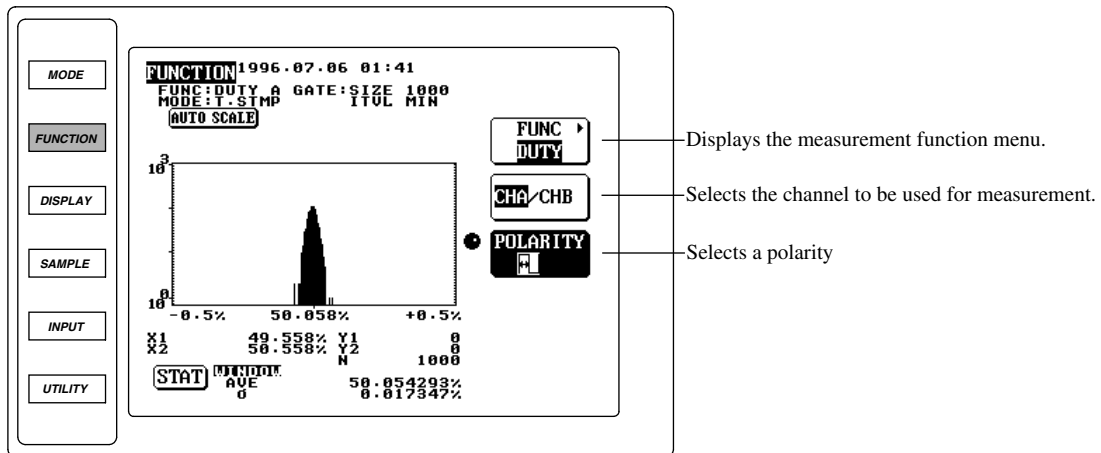 MODE
FUNCTION
DISPLAY
SAMPLE
INPUT
UTILITY
FUNCTION 1996.07.06 01:41
FUNC:DUTY A GATE:SIZE 1000
MODE:T.STMP ITVL MIN
AUTO SCALE
10³
10⁰
-0.5% 50.058% +0.5%
X1 49.558% Y1 0
X2 50.558% Y2 0
N 1000
STAT WINDOW
AVE 50.054293%
σ 0.017347%
FUNC
DUTY
CHA/CHB
POLARITY
Displays the measurement function menu.
Selects the channel to be used for measurement.
Selects a polarity